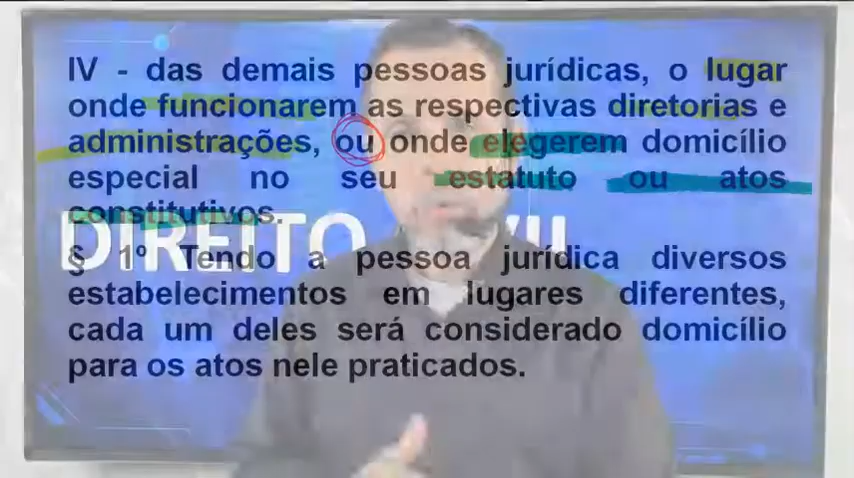 IV - das demais pessoas jurídicas, o lugar
onde funcionarem as respectivas diretorias e
administrações, ou onde elegerem domicílio
especial no seu estatuto ou atos
constitutivos.
DIREITO
§ 1º Tendo a pessoa jurídica diversos
estabelecimentos em lugares diferentes,
cada um deles será considerado domicílio
para os atos nele praticados.